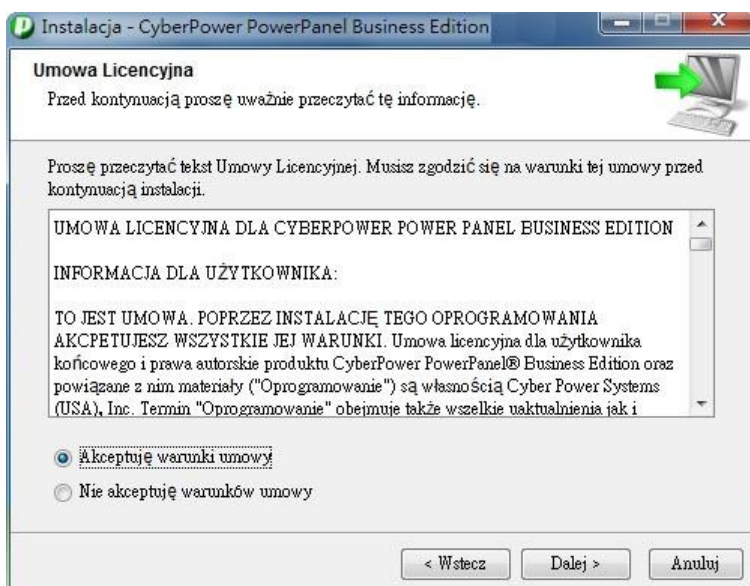 Instalacja - CyberPower PowerPanel Business Edition
Umowa Licencyjna
Przed kontynuacją proszę uważnie przeczytać tę informację.
Proszę przeczytać tekst Umowy Licencyjnej. Musisz zgodzić się na warunki tej umowy przed
kontynuacją instalacji.
UMOWA LICENCYJNA DLA CYBERPOWER POWER PANEL BUSINESS EDITION
INFORMACJA DLA UŻYTKOWNIKA:
TO JEST UMOWA. POPRZEZ INSTALACJĘ TEGO OPROGRAMOWANIA
AKCPETUJESZ WSZYSTKIE JEJ WARUNKI. Umowa licencyjna dla użytkownika
końcowego i prawa autorskie produktu CyberPower PowerPanel® Business Edition oraz
powiązane z nim materiały ("Oprogramowanie") są własnością Cyber Power Systems
(USA), Inc. Termin "Oprogramowanie" obejmuje także wszelkie uaktualnienia jak i
Akceptuję warunki umowy
Nie akceptuję warunków umowy
< Wstecz Dalej > Anuluj